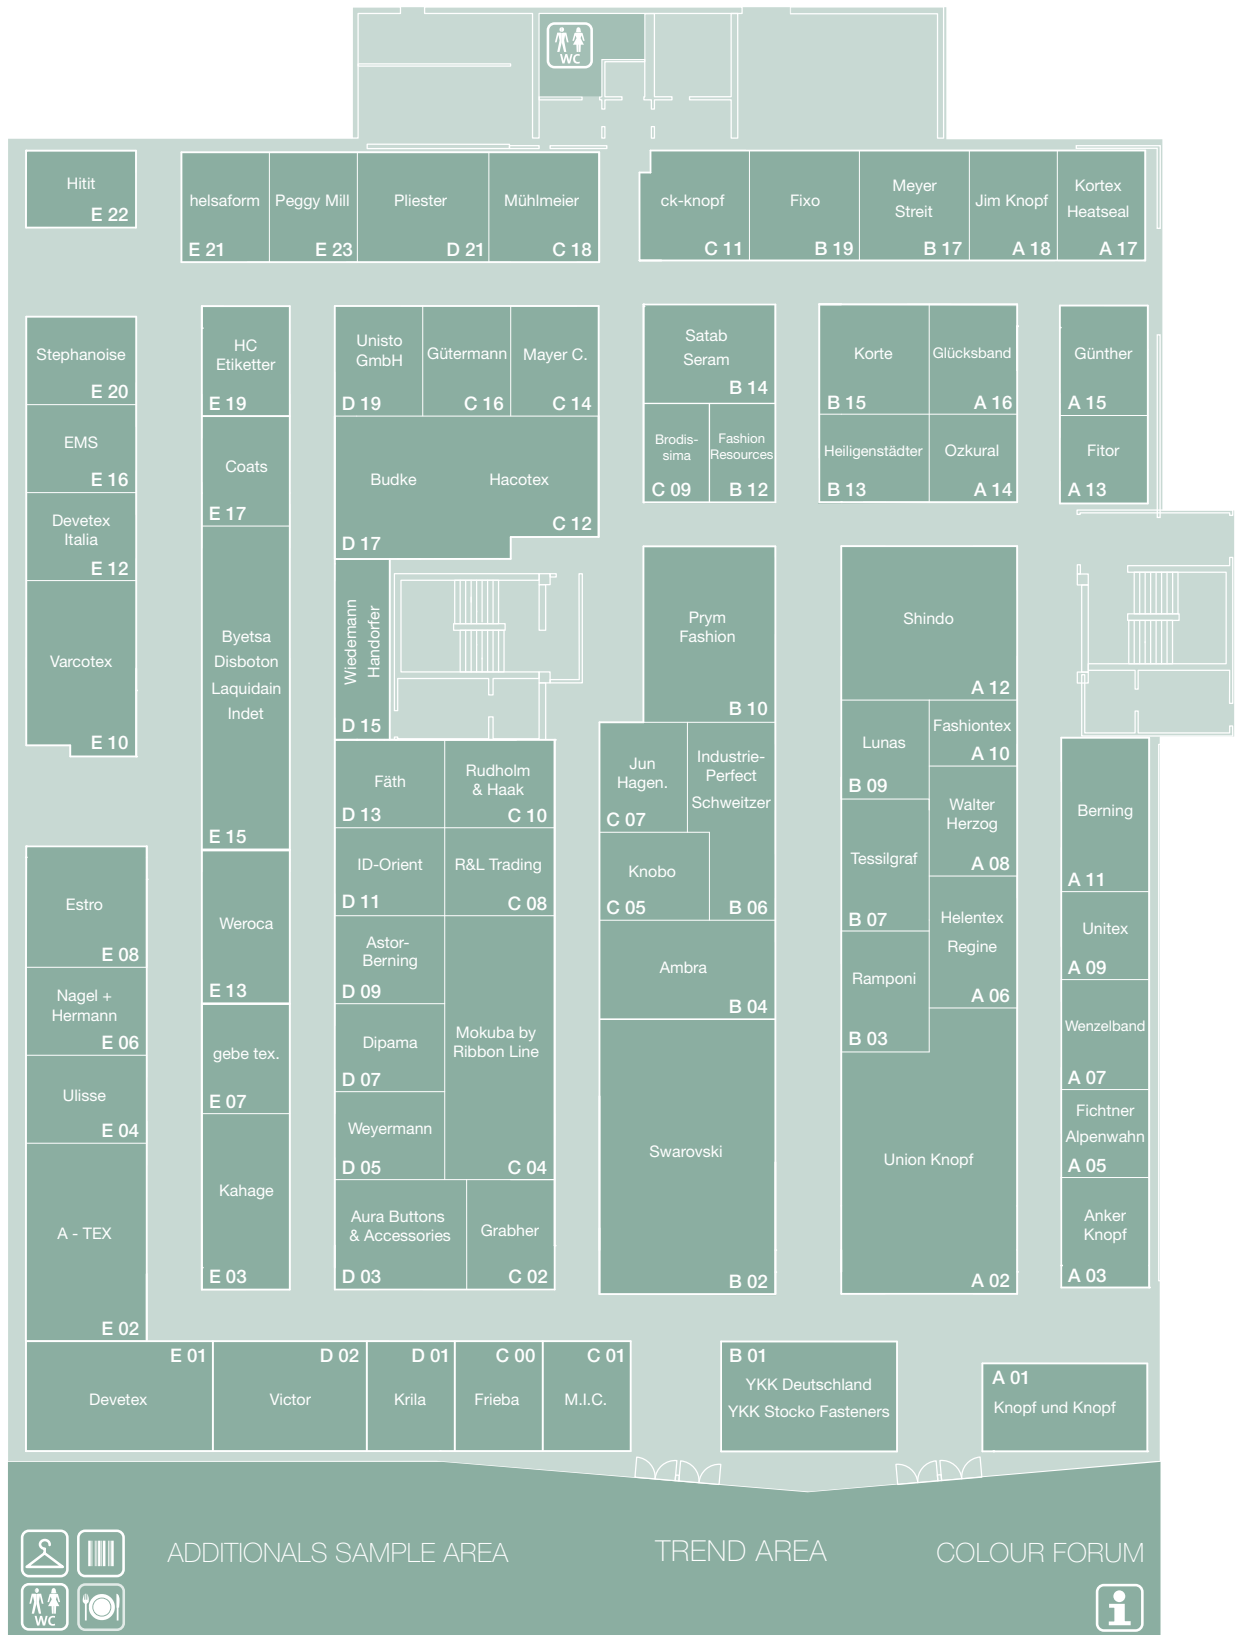 WC
Hitit
E 22
helsaform
E 21
Peggy Mill
E 23
Pliester
D 21
Mühlmeier
C 18
ck-knopf
C 11
Fixo
B 19
Meyer
Streit
B 17
Jim Knopf
A 18
Kortex
Heatseal
A 17
Stephanoise
E 20
HC
Etiketter
E 19
Unisto
GmbH
D 19
Gütermann
C 16
Mayer C.
C 14
Satab
Seram
B 14
Korte
B 15
Glücksband
A 16
Günther
A 15
EMS
E 16
Coats
E 17
Budke
D 17
Hacotex
C 12
Brodis-
sima
C 09
Fashion
Resources
B 12
Heiligenstädter
B 13
Ozkural
A 14
Fitor
A 13
Devetex
Italia
E 12
Varcotex
E 10
Byetsa
Disboton
Laquidain
Indet
E 15
Wiedemann
Handorfer
D 15
Prym
Fashion
B 10
Shindo
A 12
Fäth
D 13
Rudholm
& Haak
C 10
Jun
Hagen.
C 07
Industrie-
Perfect
Schweitzer
B 06
Lunas
B 09
Fashiontex
A 10
Walter
Herzog
A 08
Berning
A 11
Estro
E 08
Weroca
E 13
ID-Orient
D 11
R&L Trading
C 08
Knobo
C 05
Tessilgraf
B 07
Helentex
Regine
A 06
Unitex
A 09
Nagel +
Hermann
E 06
Astor-
Berning
D 09
Ambra
B 04
Ramponi
B 03
Wenzelband
A 07
Ulisse
E 04
gebe tex.
E 07
Dipama
D 07
Mokuba by
Ribbon Line
C 04
Weyermann
D 05
Swarovski
B 02
Union Knopf
A 02
Fichtner
Alpenwahn
A 05
A - TEX
E 02
Kahage
E 03
Aura Buttons
& Accessories
D 03
Grabher
C 02
Anker
Knopf
A 03
E 01
Devetex
D 02
Victor
D 01
Krila
C 00
Frieba
C 01
M.I.C.
B 01
YKK Deutschland
YKK Stocko Fasteners
A 01
Knopf und Knopf
ADDITIONALS SAMPLE AREA
TREND AREA
COLOUR FORUM
WC
i